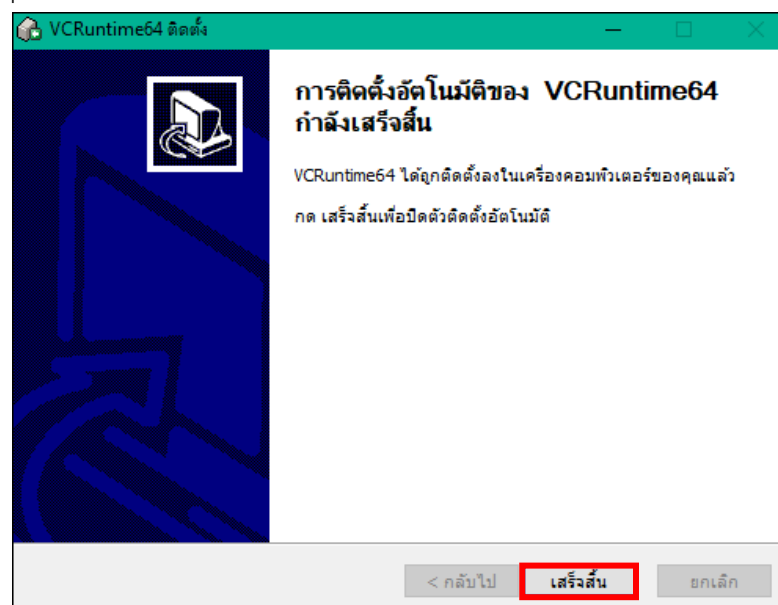 VCRuntime64 ติดตั้ง
การติดตั้งอัตโนมัติของ VCRuntime64
กำลังเสร็จสิ้น
VCRuntime64 ได้ถูกติดตั้งลงในเครื่องคอมพิวเตอร์ของคุณแล้ว
กด เสร็จสิ้นเพื่อปิดตัวติดตั้งอัตโนมัติ
< กลับไป เสร็จสิ้น ยกเลิก